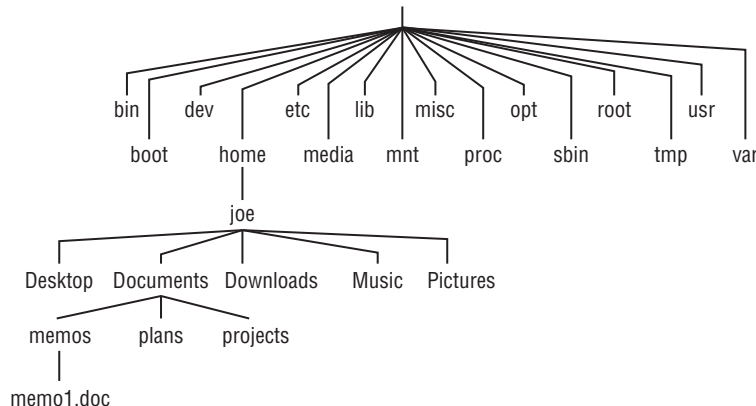 bin dev etc lib misc opt root usr
boot home media mnt proc sbin tmp var
joe
Desktop Documents Downloads Music Pictures
memos plans projects
memo1.doc